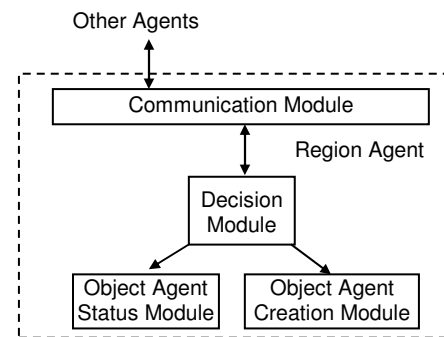 Other Agents
Communication Module
Region Agent
Decision
Module
Object Agent
Status Module
Object Agent
Creation Module